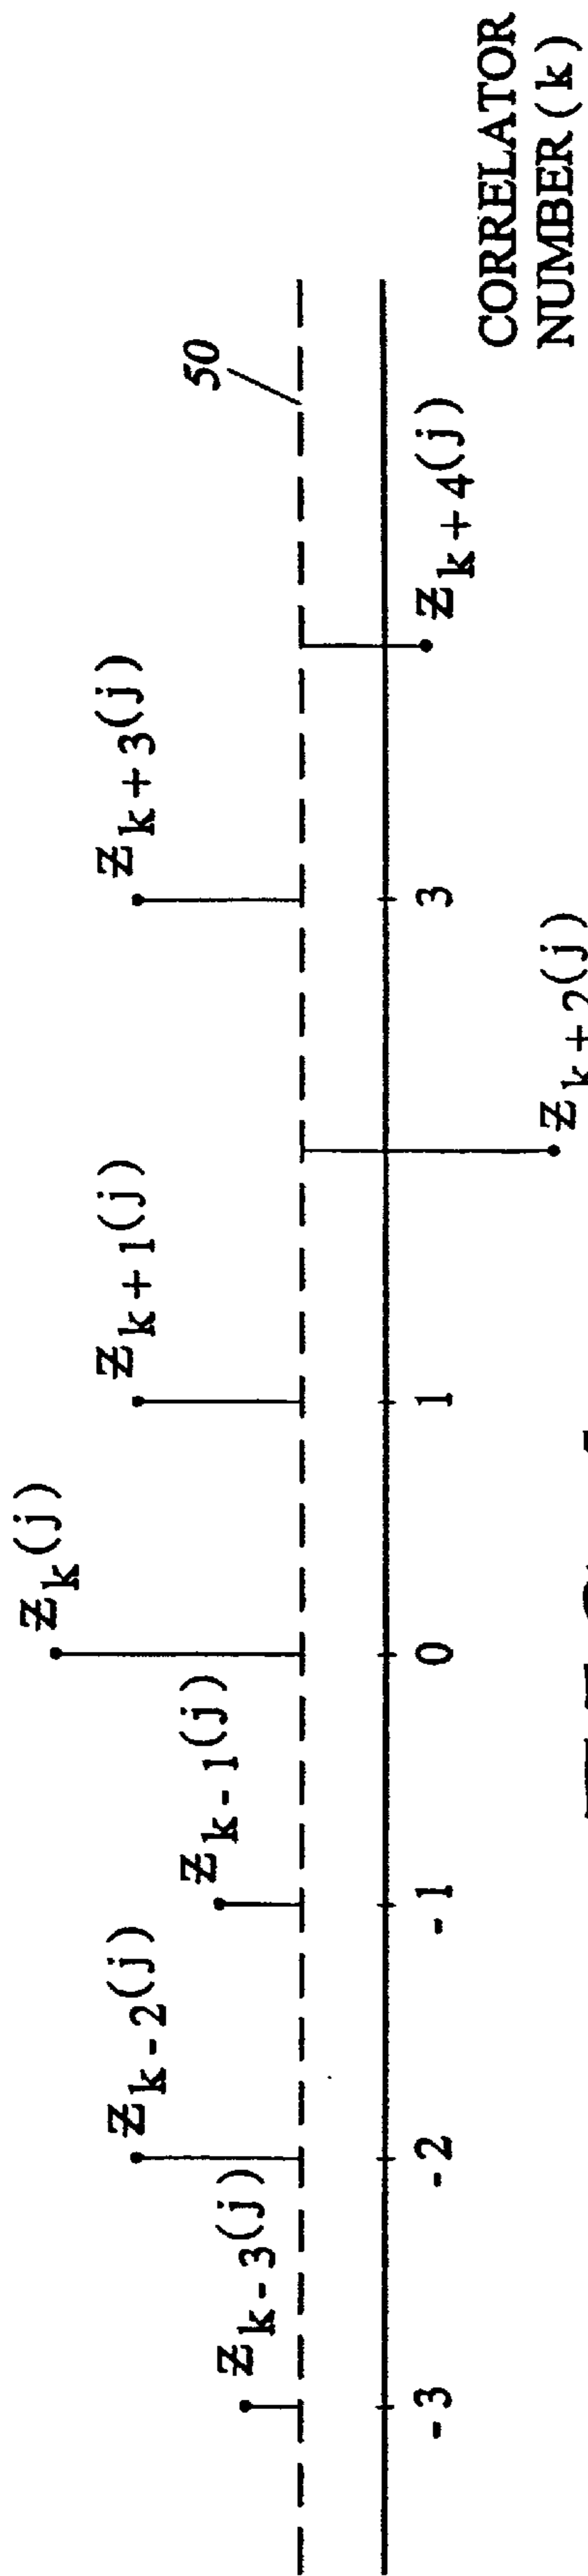 z_{k-3}(j)
z_{k-2}(j)
z_{k-1}(j)
z_k(j)
z_{k+1}(j)
z_{k+2}(j)
z_{k+3}(j)
z_{k+4}(j)
50
-3 -2 -1 0 1 3
CORRELATOR
NUMBER (k)